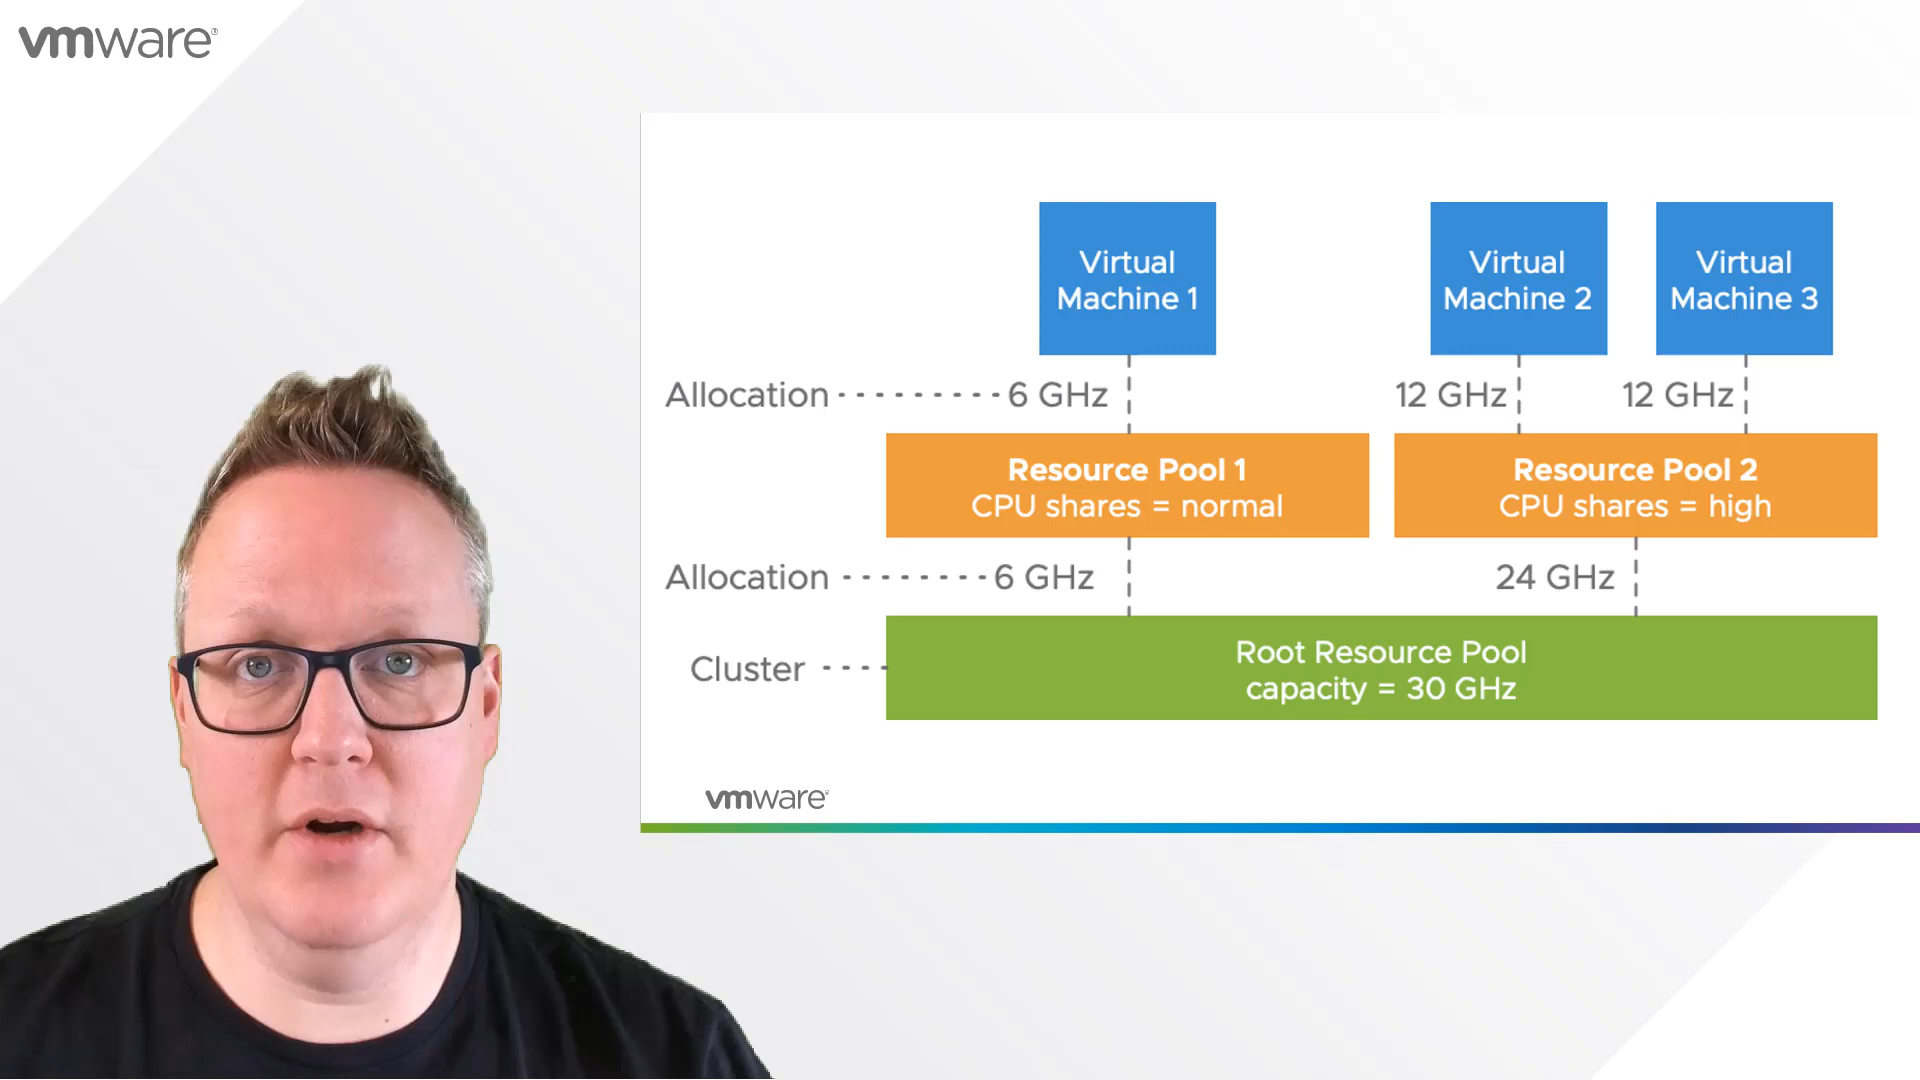 vmware®
Virtual
Machine 1
Virtual
Machine 2
Virtual
Machine 3
Allocation
6 GHz
12 GHz
12 GHz
Resource Pool 1
CPU shares = normal
Resource Pool 2
CPU shares = high
Allocation
6 GHz
24 GHz
Cluster
Root Resource Pool
capacity = 30 GHz
vmware®